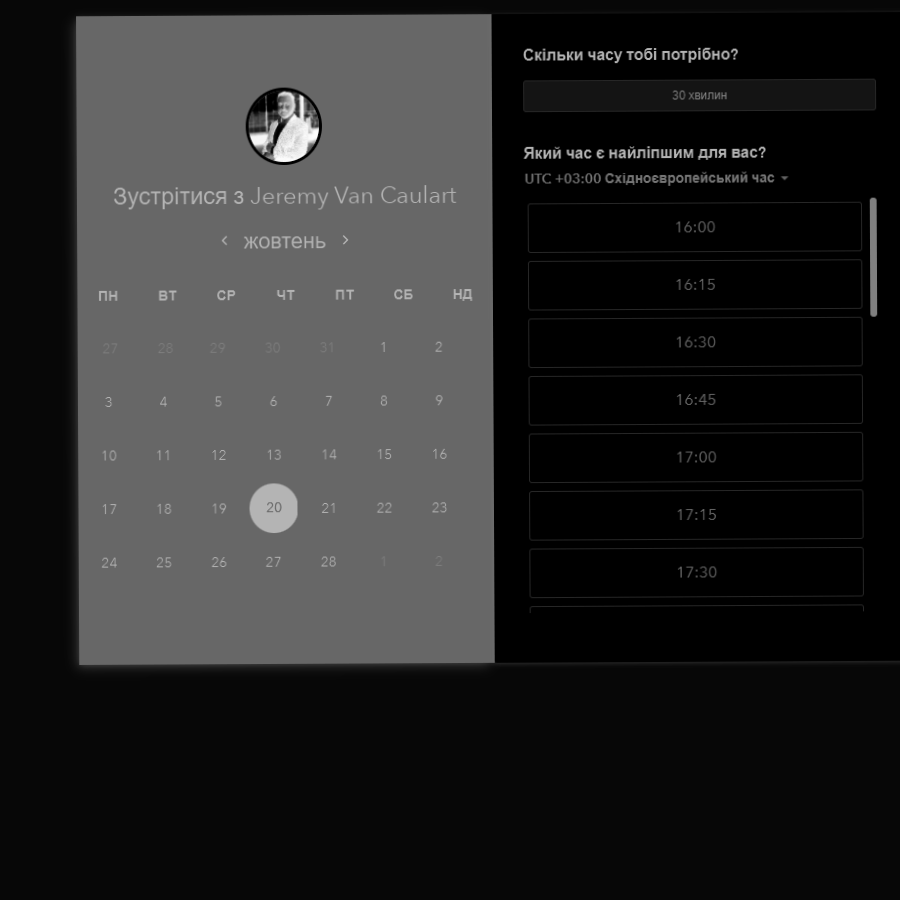 Зустрітися з Jeremy Van Caulart
жовтень
ПН ВТ СР ЧТ ПТ СБ НД
27 28 29 30 31 1 2
3 4 5 6 7 8 9
10 11 12 13 14 15 16
17 18 19 20 21 22 23
24 25 26 27 28 1 2
Скільки часу тобі потрібно?
30 хвилин
Який час є найліпшим для вас?
UTC +03:00 Східноєвропейський час
16:00
16:15
16:30
16:45
17:00
17:15
17:30